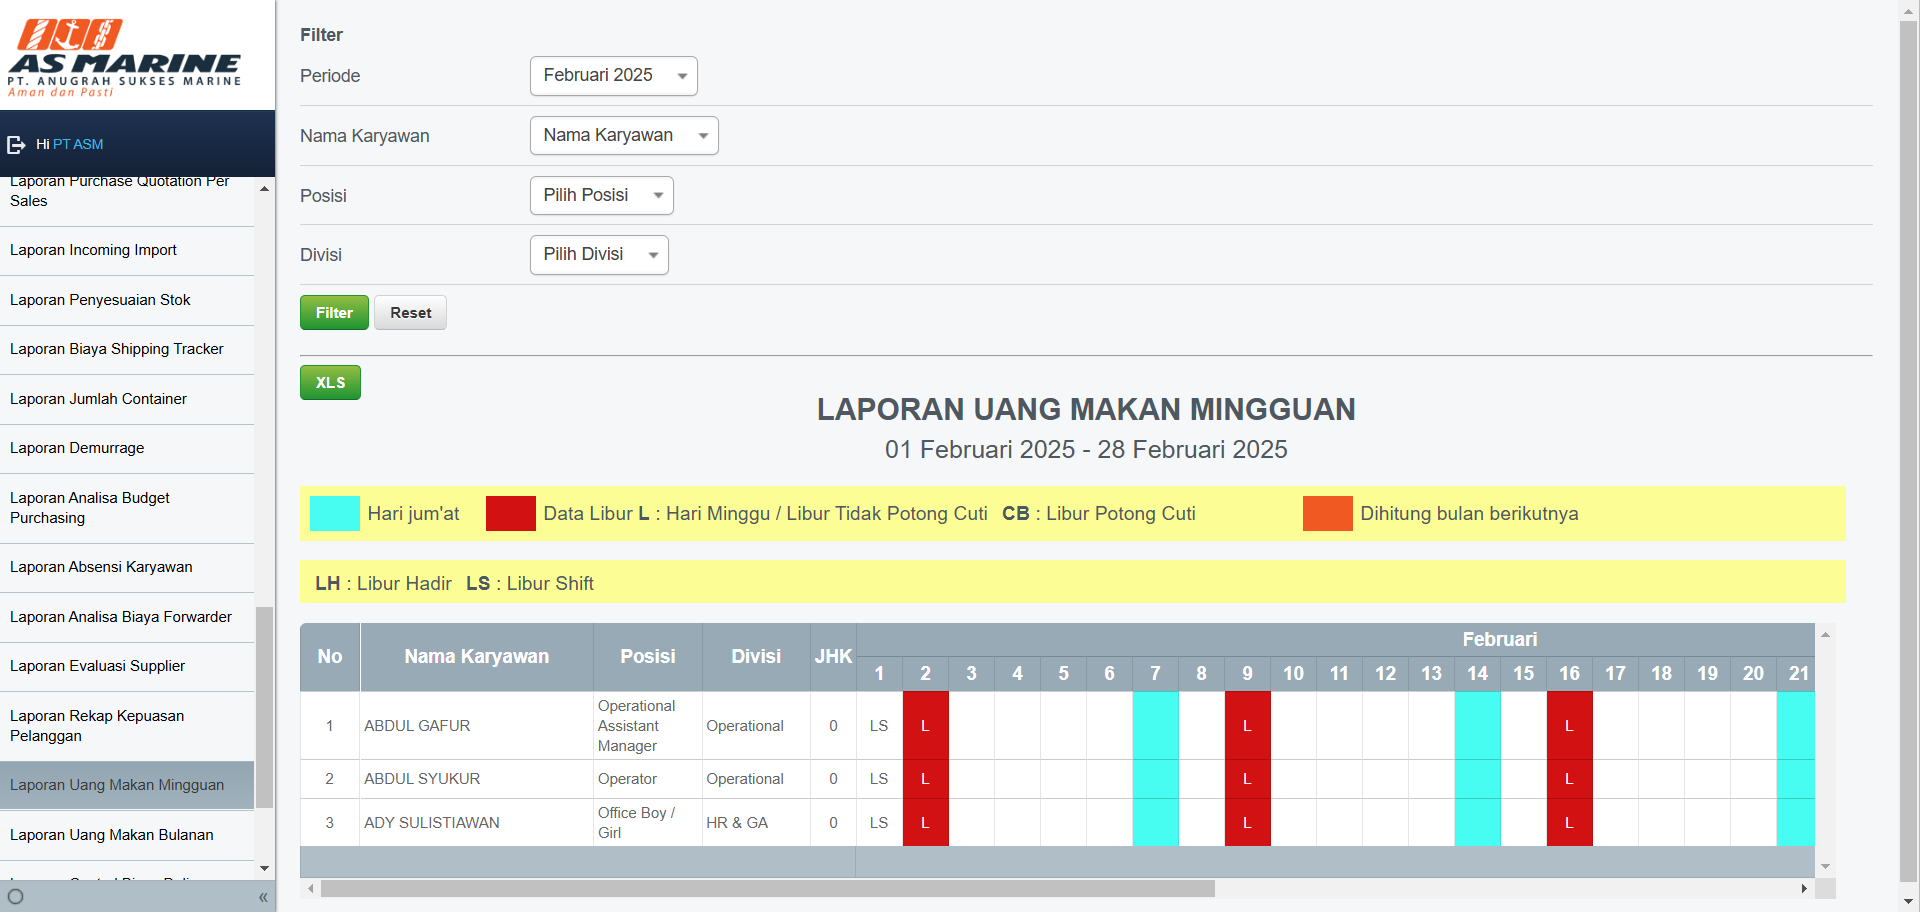 AS MARINE
PT. ANUGRAH SUKSES MARINE
Aman dan Pasti
Hi PT ASM
Laporan Purchase Quotation Per
Sales
Laporan Incoming Import
Laporan Penyesuaian Stok
Laporan Biaya Shipping Tracker
Laporan Jumlah Container
Laporan Demurrage
Laporan Analisa Budget
Purchasing
Laporan Absensi Karyawan
Laporan Analisa Biaya Forwarder
Laporan Evaluasi Supplier
Laporan Rekap Kepuasan
Pelanggan
Laporan Uang Makan Mingguan
Laporan Uang Makan Bulanan
«
Filter
Periode Februari 2025
Nama Karyawan Nama Karyawan
Posisi Pilih Posisi
Divisi Pilih Divisi
Filter Reset
XLS
LAPORAN UANG MAKAN MINGGUAN
01 Februari 2025 - 28 Februari 2025
Hari jum'at Data Libur L : Hari Minggu / Libur Tidak Potong Cuti CB : Libur Potong Cuti Dihitung bulan berikutnya
LH : Libur Hadir LS : Libur Shift
No Nama Karyawan Posisi Divisi JHK Februari
1 2 3 4 5 6 7 8 9 10 11 12 13 14 15 16 17 18 19 20 21
1 ABDUL GAFUR Operational Assistant Manager Operational 0 LS L L L
2 ABDUL SYUKUR Operator Operational 0 LS L L L
3 ADY SULISTIAWAN Office Boy / Girl HR & GA 0 LS L L L